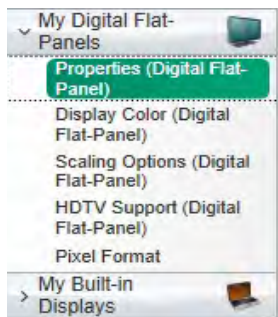 My Digital Flat-
Panels
Properties (Digital Flat-
Panel)
Display Color (Digital
Flat-Panel)
Scaling Options (Digital
Flat-Panel)
HDTV Support (Digital
Flat-Panel)
Pixel Format
My Built-in
Displays